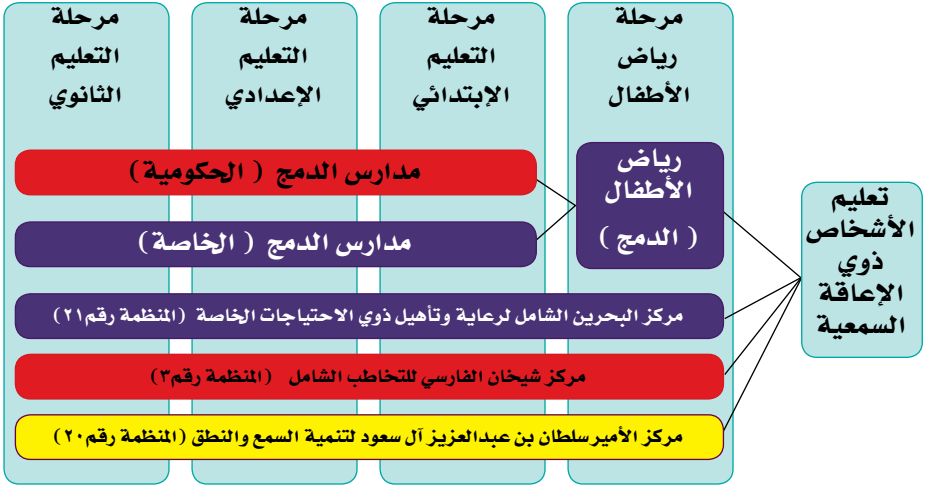 مرحلة
رياض
الأطفال
مرحلة
التعليم
الإبتدائي
مرحلة
التعليم
الإعدادي
مرحلة
التعليم
الثانوي
تعليم
الأشخاص
ذوي
الإعاقة
السمعية
رياض
الأطفال
( الدمج )
مدارس الدمج ( الحكومية )
مدارس الدمج ( الخاصة )
مركز البحرين الشامل لرعاية وتأهيل ذوي الاحتياجات الخاصة (المنظمة رقم٢١)
مركز شيخان الفارسي للتخاطب الشامل (المنظمة رقم٣)
مركز الأمير سلطان بن عبدالعزيز آل سعود لتنمية السمع والنطق (المنظمة رقم٢٠)